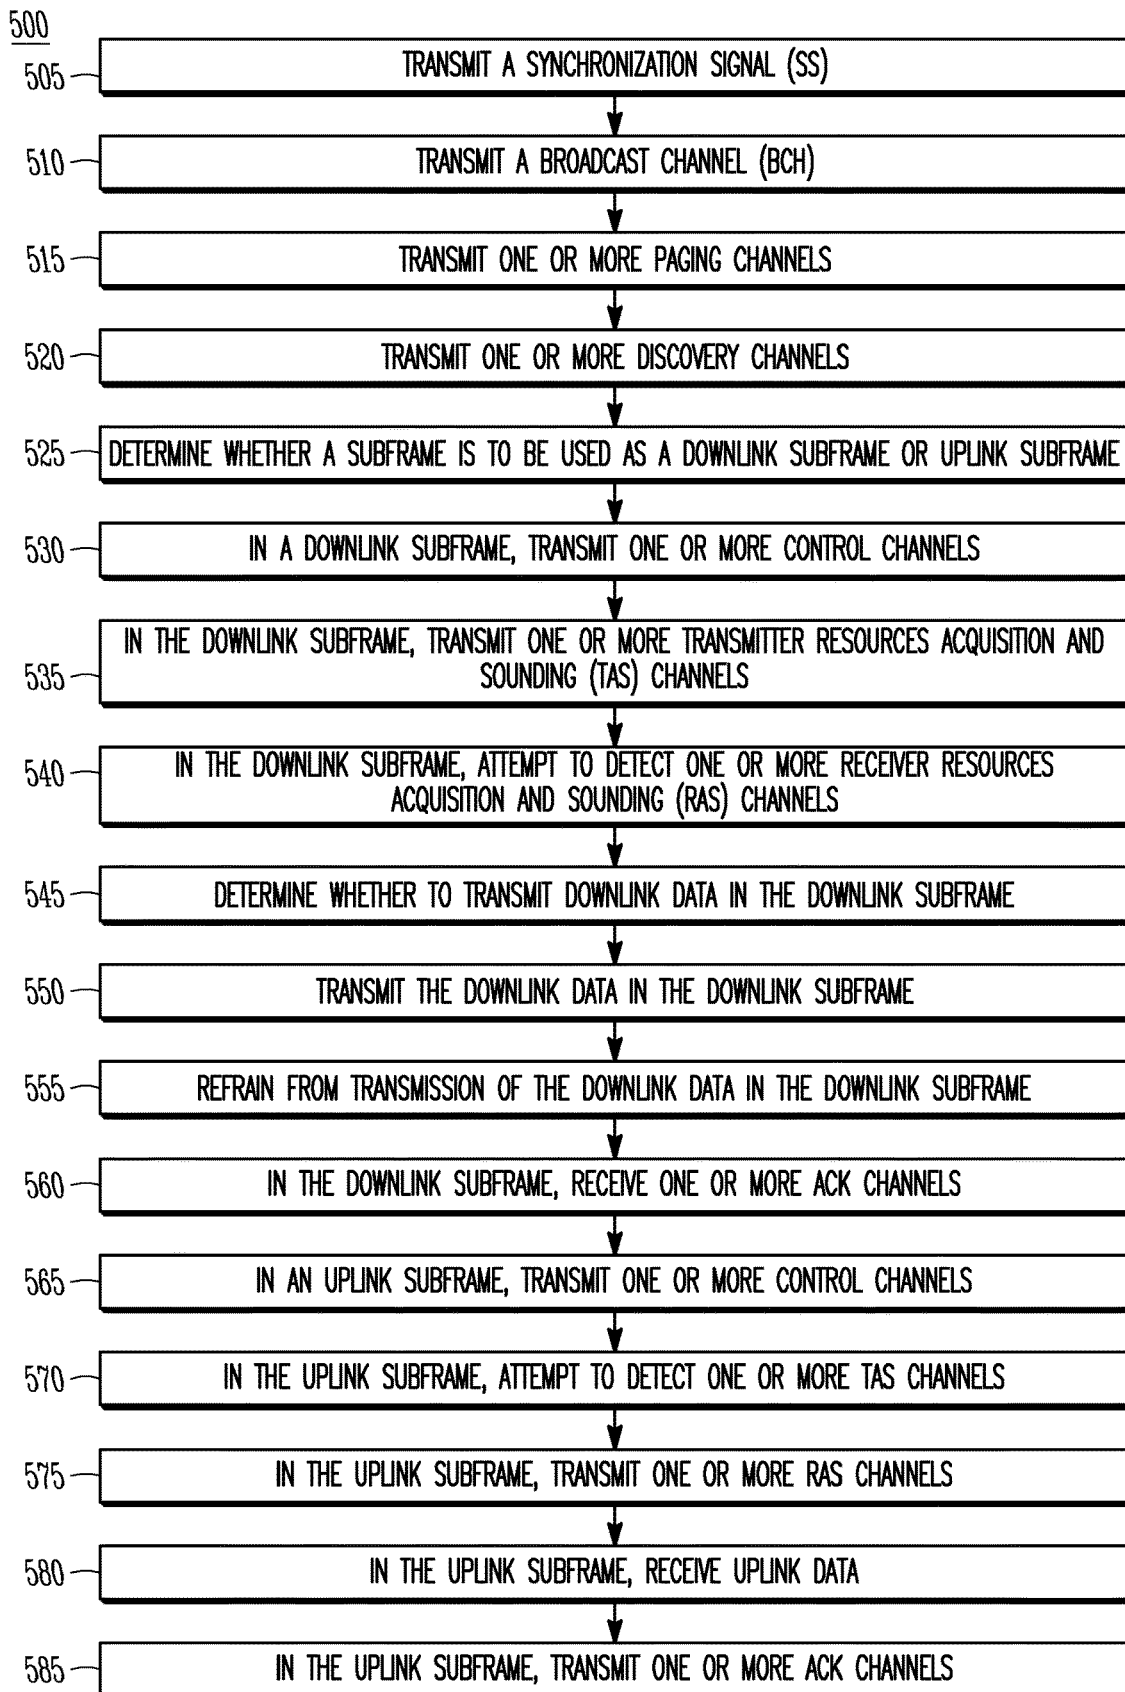 500
505 TRANSMIT A SYNCHRONIZATION SIGNAL (SS)
510 TRANSMIT A BROADCAST CHANNEL (BCH)
515 TRANSMIT ONE OR MORE PAGING CHANNELS
520 TRANSMIT ONE OR MORE DISCOVERY CHANNELS
525 DETERMINE WHETHER A SUBFRAME IS TO BE USED AS A DOWNLINK SUBFRAME OR UPLINK SUBFRAME
530 IN A DOWNLINK SUBFRAME, TRANSMIT ONE OR MORE CONTROL CHANNELS
IN THE DOWNLINK SUBFRAME, TRANSMIT ONE OR MORE TRANSMITTER RESOURCES ACQUISITION AND
535 SOUNDING (TAS) CHANNELS
540 IN THE DOWNLINK SUBFRAME, ATTEMPT TO DETECT ONE OR MORE RECEIVER RESOURCES
ACQUISITION AND SOUNDING (RAS) CHANNELS
545 DETERMINE WHETHER TO TRANSMIT DOWNLINK DATA IN THE DOWNLINK SUBFRAME
550 TRANSMIT THE DOWNLINK DATA IN THE DOWNLINK SUBFRAME
555 REFRAIN FROM TRANSMISSION OF THE DOWNLINK DATA IN THE DOWNLINK SUBFRAME
560 IN THE DOWNLINK SUBFRAME, RECEIVE ONE OR MORE ACK CHANNELS
565 IN AN UPLINK SUBFRAME, TRANSMIT ONE OR MORE CONTROL CHANNELS
570 IN THE UPLINK SUBFRAME, ATTEMPT TO DETECT ONE OR MORE TAS CHANNELS
575 IN THE UPLINK SUBFRAME, TRANSMIT ONE OR MORE RAS CHANNELS
580 IN THE UPLINK SUBFRAME, RECEIVE UPLINK DATA
585 IN THE UPLINK SUBFRAME, TRANSMIT ONE OR MORE ACK CHANNELS